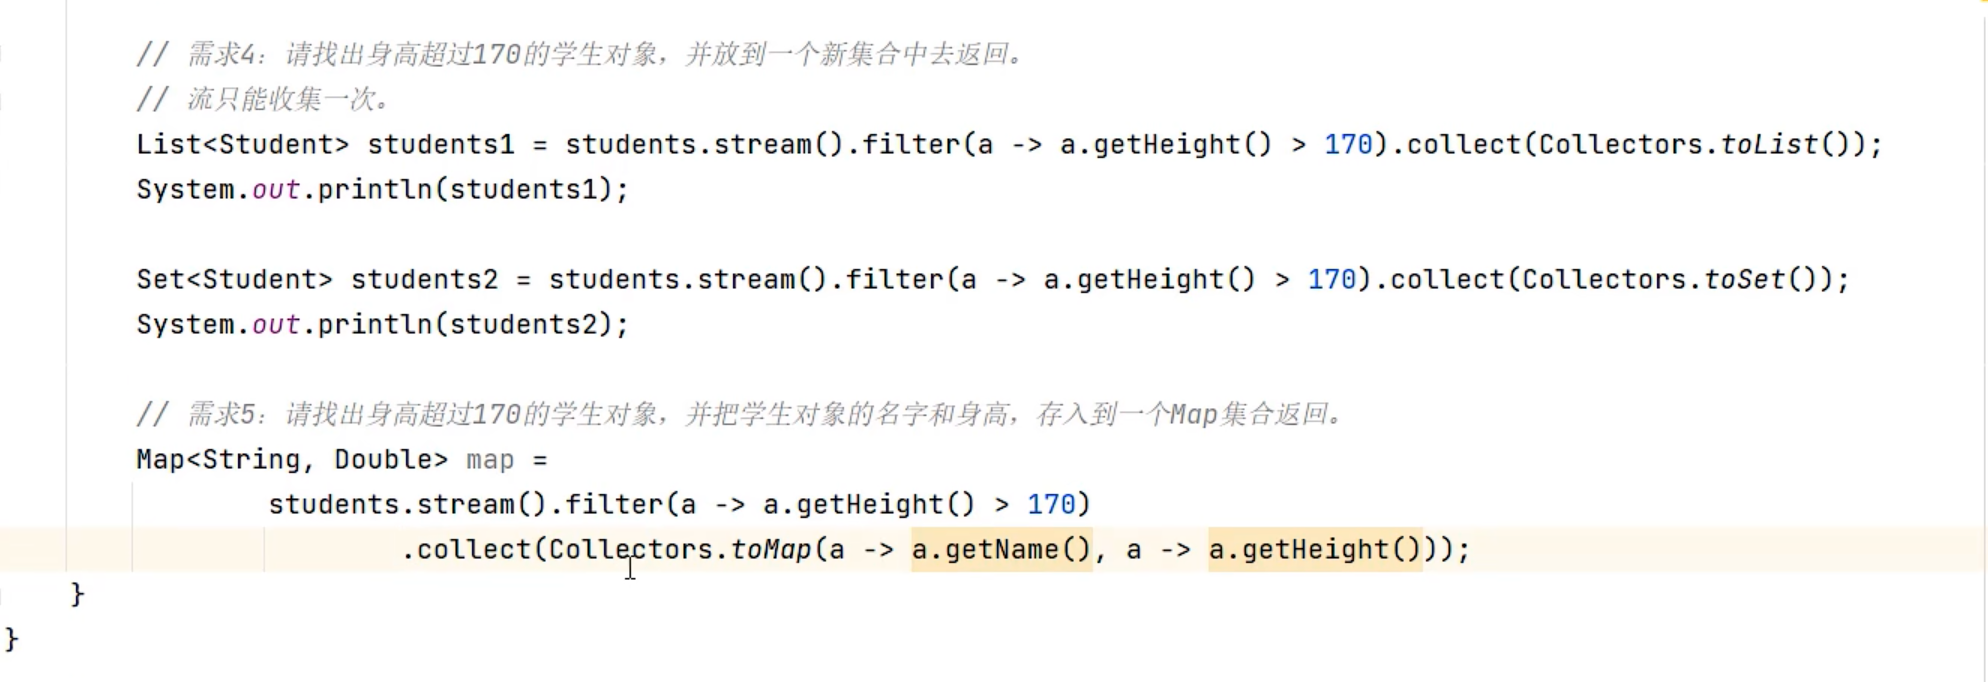 // 需求4：请找出身高超过170的学生对象，并放到一个新集合中去返回。
// 流只能收集一次。
List<Student> students1 = students.stream().filter(a -> a.getHeight() > 170).collect(Collectors.toList());
System.out.println(students1);
Set<Student> students2 = students.stream().filter(a -> a.getHeight() > 170).collect(Collectors.toSet());
System.out.println(students2);
// 需求5：请找出身高超过170的学生对象，并把学生对象的名字和身高，存入到一个Map集合返回。
Map<String, Double> map =
students.stream().filter(a -> a.getHeight() > 170)
.collect(Collectors.toMap(a -> a.getName(), a -> a.getHeight()));
}
}